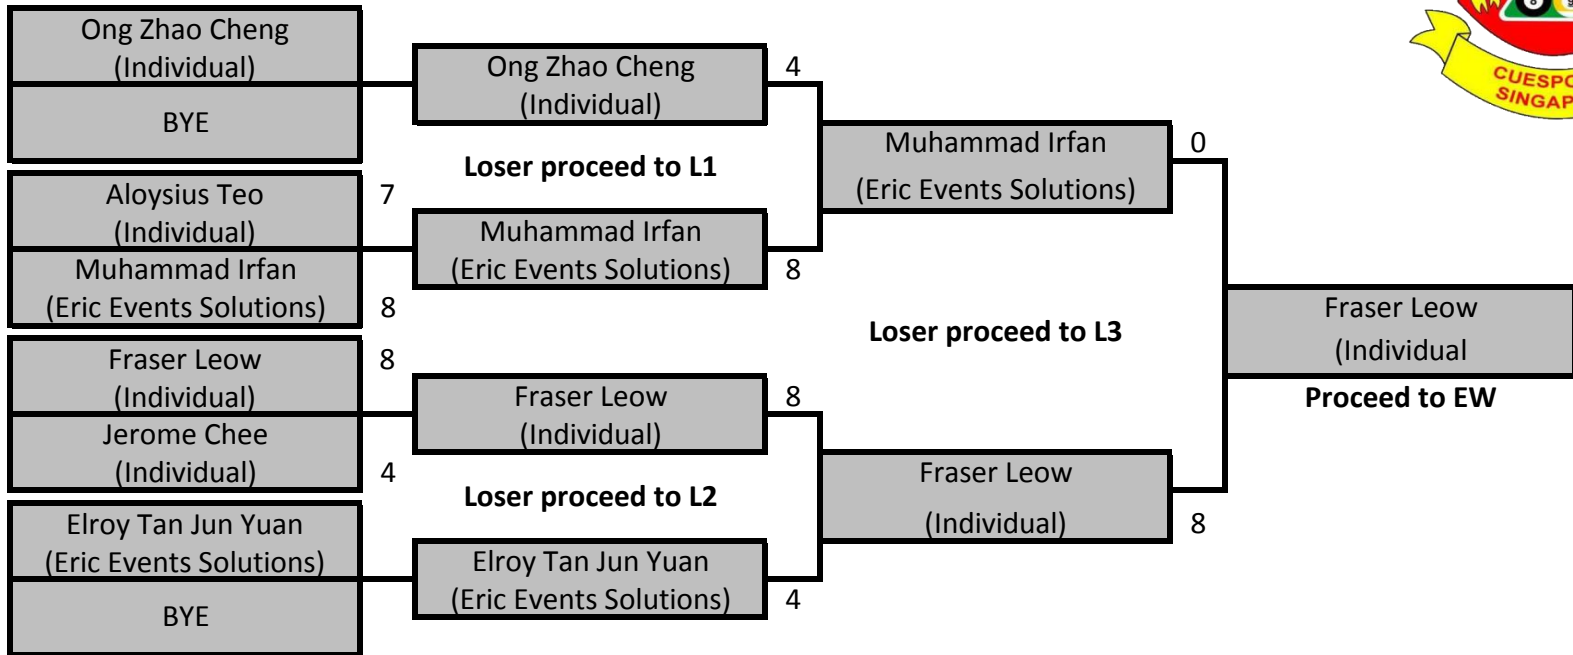 Ong Zhao Cheng
(Individual)
BYE
Aloysius Teo
(Individual)
7
Muhammad Irfan
(Eric Events Solutions)
8
Fraser Leow
(Individual)
8
Jerome Chee
(Individual)
4
Elroy Tan Jun Yuan
(Eric Events Solutions)
BYE
Ong Zhao Cheng
(Individual)
4
Loser proceed to L1
Muhammad Irfan
(Eric Events Solutions)
8
Fraser Leow
(Individual)
8
Loser proceed to L2
Elroy Tan Jun Yuan
(Eric Events Solutions)
4
Muhammad Irfan
(Eric Events Solutions)
0
Loser proceed to L3
Fraser Leow
(Individual)
8
Fraser Leow
(Individual
Proceed to EW
8
9
CUESPO
SINGAP